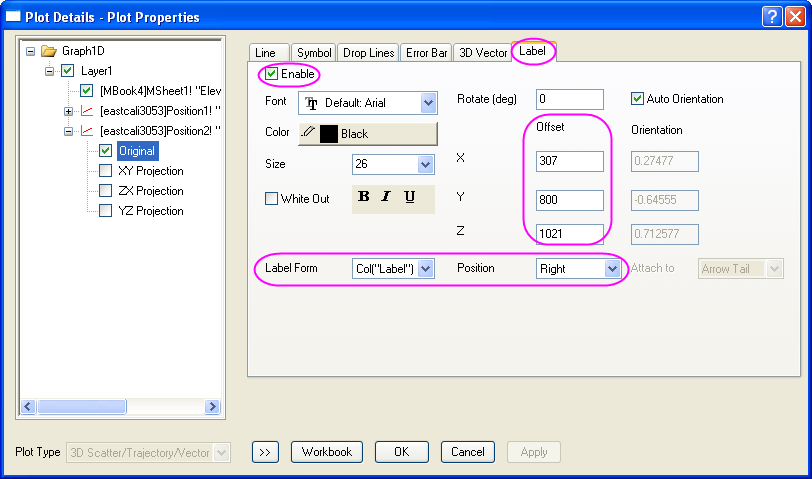 Plot Details - Plot Properties
Graph1D
Layer1
[MBook4]MSheet1! "Elev
[eastcali3053]Position1! "
[eastcali3053]Position2! "
Original
XY Projection
ZX Projection
YZ Projection
Line Symbol Drop Lines Error Bar 3D Vector Label
Enable
Font Default: Arial Rotate (deg) 0 Auto Orientation
Color Black Offset Orientation
Size 26 X 307 0.27477
White Out B I U Y 800 -0.64555
Z 1021 0.712577
Label Form Col("Label") Position Right Attach to Arrow Tail
Plot Type 3D Scatter/Trajectory/Vector >> Workbook OK Cancel Apply